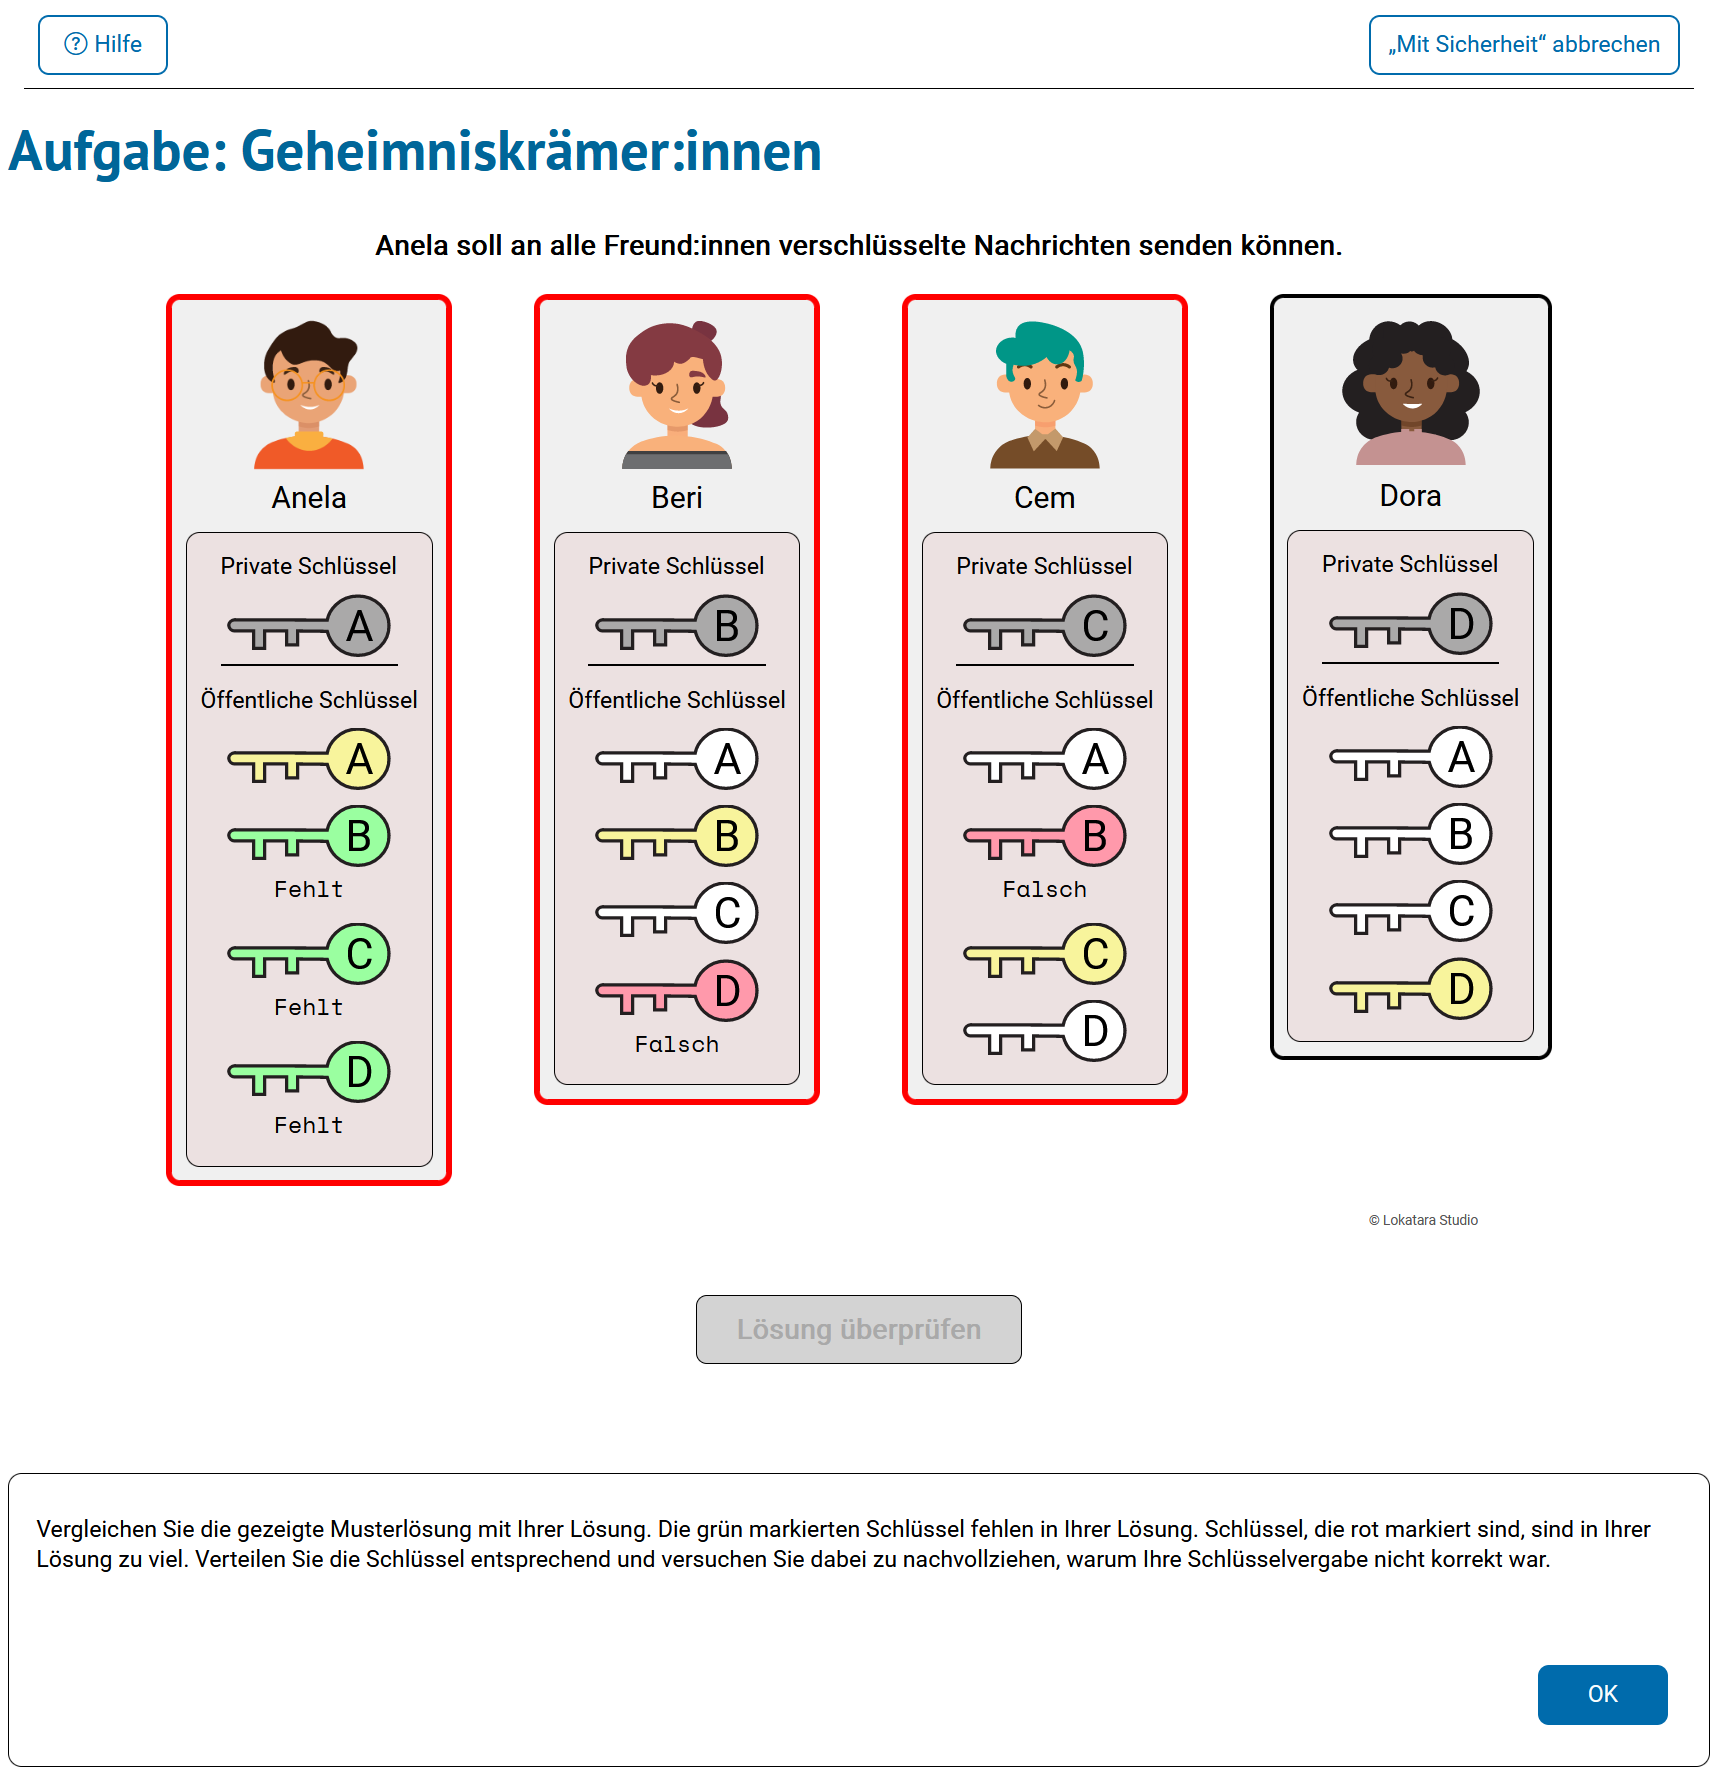 Hilfe
„Mit Sicherheit“ abbrechen
Aufgabe: Geheimniskrämer:innen
Anela soll an alle Freund:innen verschlüsselte Nachrichten senden können.
Anela
Private Schlüssel
A
Öffentliche Schlüssel
A
B
Fehlt
C
Fehlt
D
Fehlt
Beri
Private Schlüssel
B
Öffentliche Schlüssel
A
B
C
D
Falsch
Cem
Private Schlüssel
C
Öffentliche Schlüssel
A
B
Falsch
C
D
Dora
Private Schlüssel
D
Öffentliche Schlüssel
A
B
C
D
© Lokatara Studio
Lösung überprüfen
Vergleichen Sie die gezeigte Musterlösung mit Ihrer Lösung. Die grün markierten Schlüssel fehlen in Ihrer Lösung. Schlüssel, die rot markiert sind, sind in Ihrer
Lösung zu viel. Verteilen Sie die Schlüssel entsprechend und versuchen Sie dabei zu nachvollziehen, warum Ihre Schlüsselvergabe nicht korrekt war.
OK